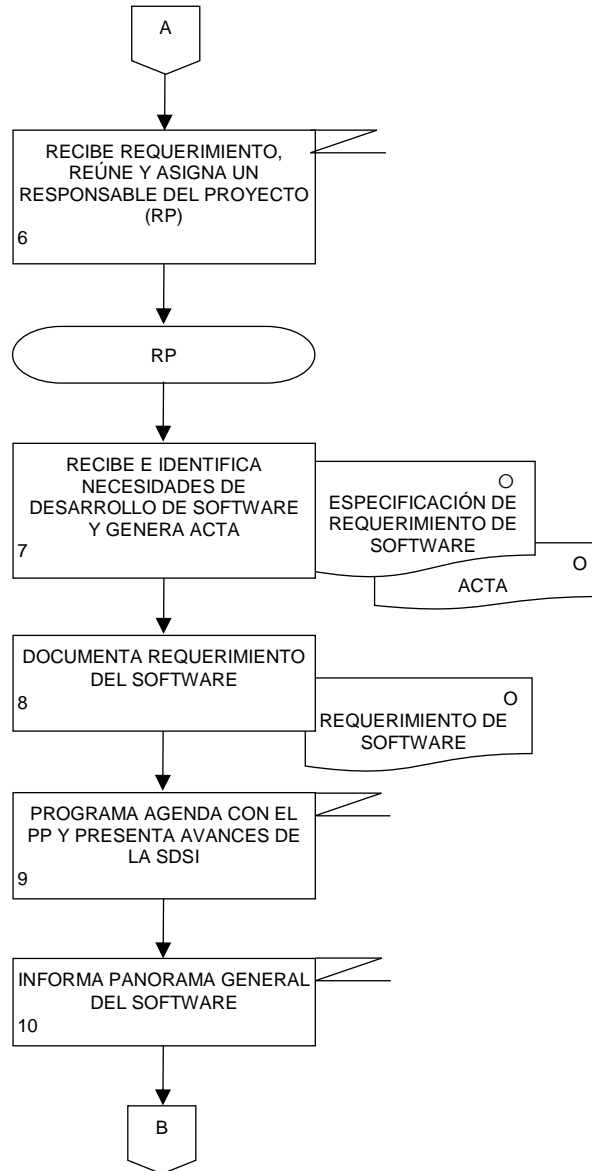 A
RECIBE REQUERIMIENTO,
REÚNE Y ASIGNA UN
RESPONSABLE DEL PROYECTO
(RP)
6
RP
RECIBE E IDENTIFICA
NECESIDADES DE
DESARROLLO DE SOFTWARE
Y GENERA ACTA
7
O
ESPECIFICACIÓN DE
REQUERIMIENTO DE
SOFTWARE
O
ACTA
DOCUMENTA REQUERIMIENTO
DEL SOFTWARE
8
O
REQUERIMIENTO DE
SOFTWARE
PROGRAMA AGENDA CON EL
PP Y PRESENTA AVANCES DE
LA SDSI
9
INFORMA PANORAMA GENERAL
DEL SOFTWARE
10
B